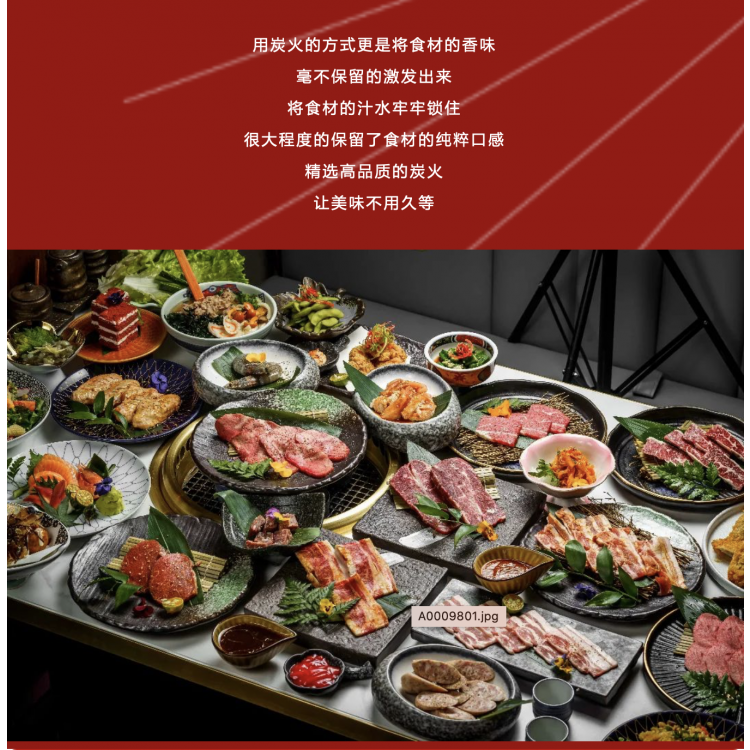 用炭火的方式更是将食材的香味
毫不保留的激发出来
将食材的汁水牢牢锁住
很大程度的保留了食材的纯粹口感
精选高品质的炭火
让美味不用久等
A0009801.jpg